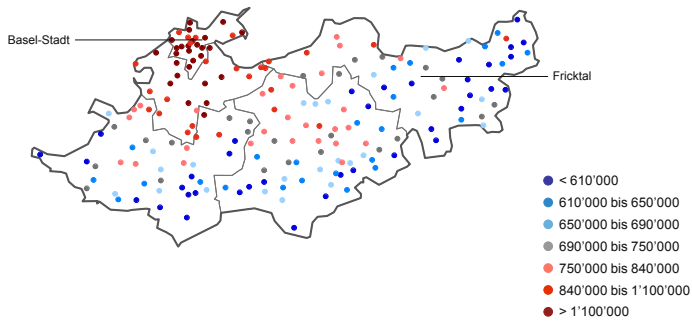 Basel-Stadt
Fricktal
< 610’000
610’000 bis 650’000
650’000 bis 690’000
690’000 bis 750’000
750’000 bis 840’000
840’000 bis 1’100’000
> 1’100’000